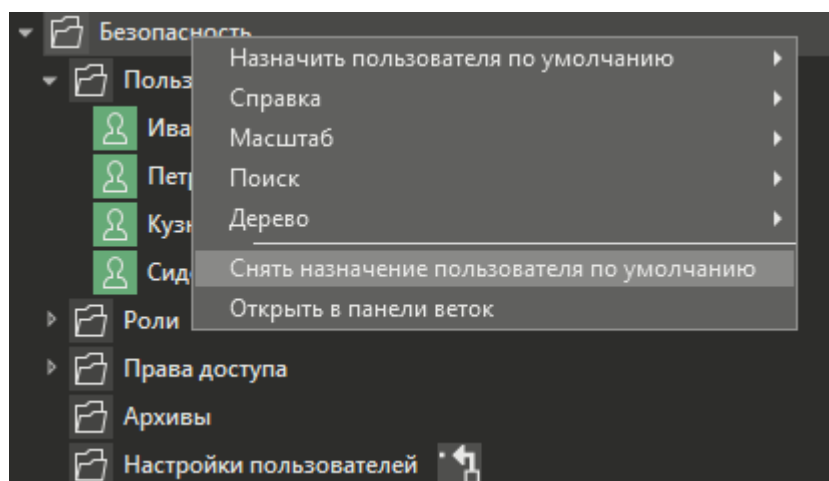 Безопасность
Назначить пользователя по умолчанию
Справка
Масштаб
Поиск
Дерево
Снять назначение пользователя по умолчанию
Открыть в панели веток
Роли
Права доступа
Архивы
Настройки пользователей